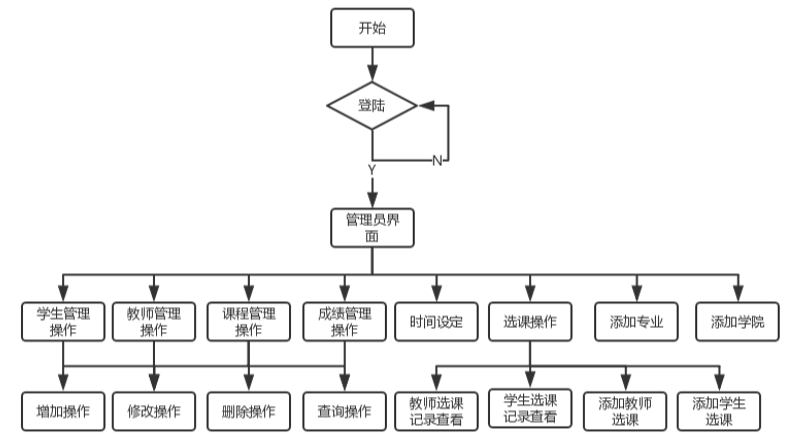 开始
登陆
N
Y
管理员界
面
学生管理
操作
教师管理
操作
课程管理
操作
成绩管理
操作
时间设定
选课操作
添加专业
添加学院
增加操作
修改操作
删除操作
查询操作
教师选课
记录查看
学生选课
记录查看
添加教师
选课
添加学生
选课